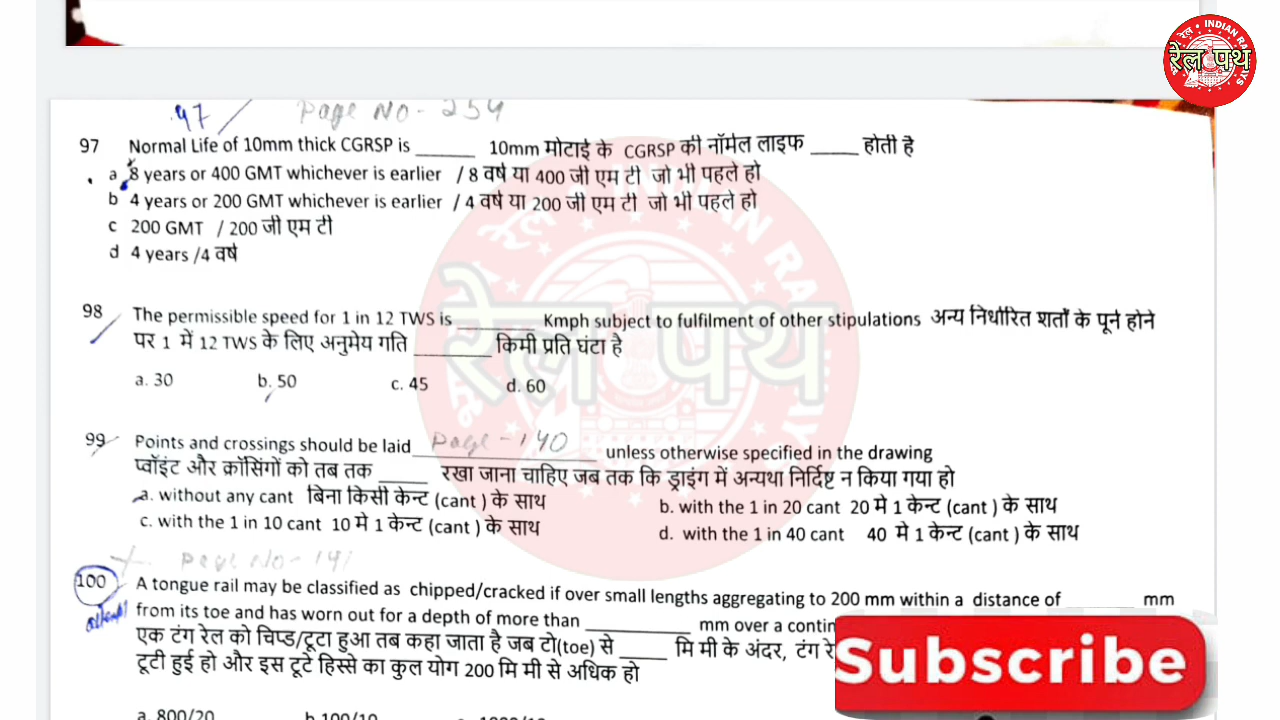 रेल • INDIAN RAILWAYS
रेल पथ
97 Page NO - 254
97 Normal Life of 10mm thick CGRSP is ______ 10mm मोटाई के CGRSP की नॉर्मल लाइफ _____ होती है
a 8 years or 400 GMT whichever is earlier / 8 वर्ष या 400 जी एम टी जो भी पहले हो
b 4 years or 200 GMT whichever is earlier / 4 वर्ष या 200 जी एम टी जो भी पहले हो
c 200 GMT / 200 जी एम टी
d 4 years /4 वर्ष
98 The permissible speed for 1 in 12 TWS is ________ Kmph subject to fulfilment of other stipulations अन्य निर्धारित शर्तों के पूर्न होने
पर 1 में 12 TWS के लिए अनुमेय गति ________ किमी प्रति घंटा है
a. 30 b. 50 c. 45 d. 60
99 Points and crossings should be laid Page - 140 unless otherwise specified in the drawing
प्वॉइंट और क्रॉसिंगों को तब तक _____ रखा जाना चाहिए जब तक कि ड्राइंग में अन्यथा निर्दिष्ट न किया गया हो
a. without any cant बिना किसी केन्ट (cant ) के साथ b. with the 1 in 20 cant 20 मे 1 केन्ट (cant ) के साथ
c. with the 1 in 10 cant 10 मे 1 केन्ट (cant ) के साथ d. with the 1 in 40 cant 40 मे 1 केन्ट (cant ) के साथ
Page No - 141
100 A tongue rail may be classified as chipped/cracked if over small lengths aggregating to 200 mm within a distance of ________ mm
from its toe and has worn out for a depth of more than ___________ mm over a contin
एक टंग रेल को चिप्ड/टूटा हुआ तब कहा जाता है जब टो(toe) से _____ मि मी के अंदर, टंग रे
टूटी हुई हो और इस टूटे हिस्से का कुल योग 200 मि मी से अधिक हो
Subscribe
a. 800/20 b 100/10